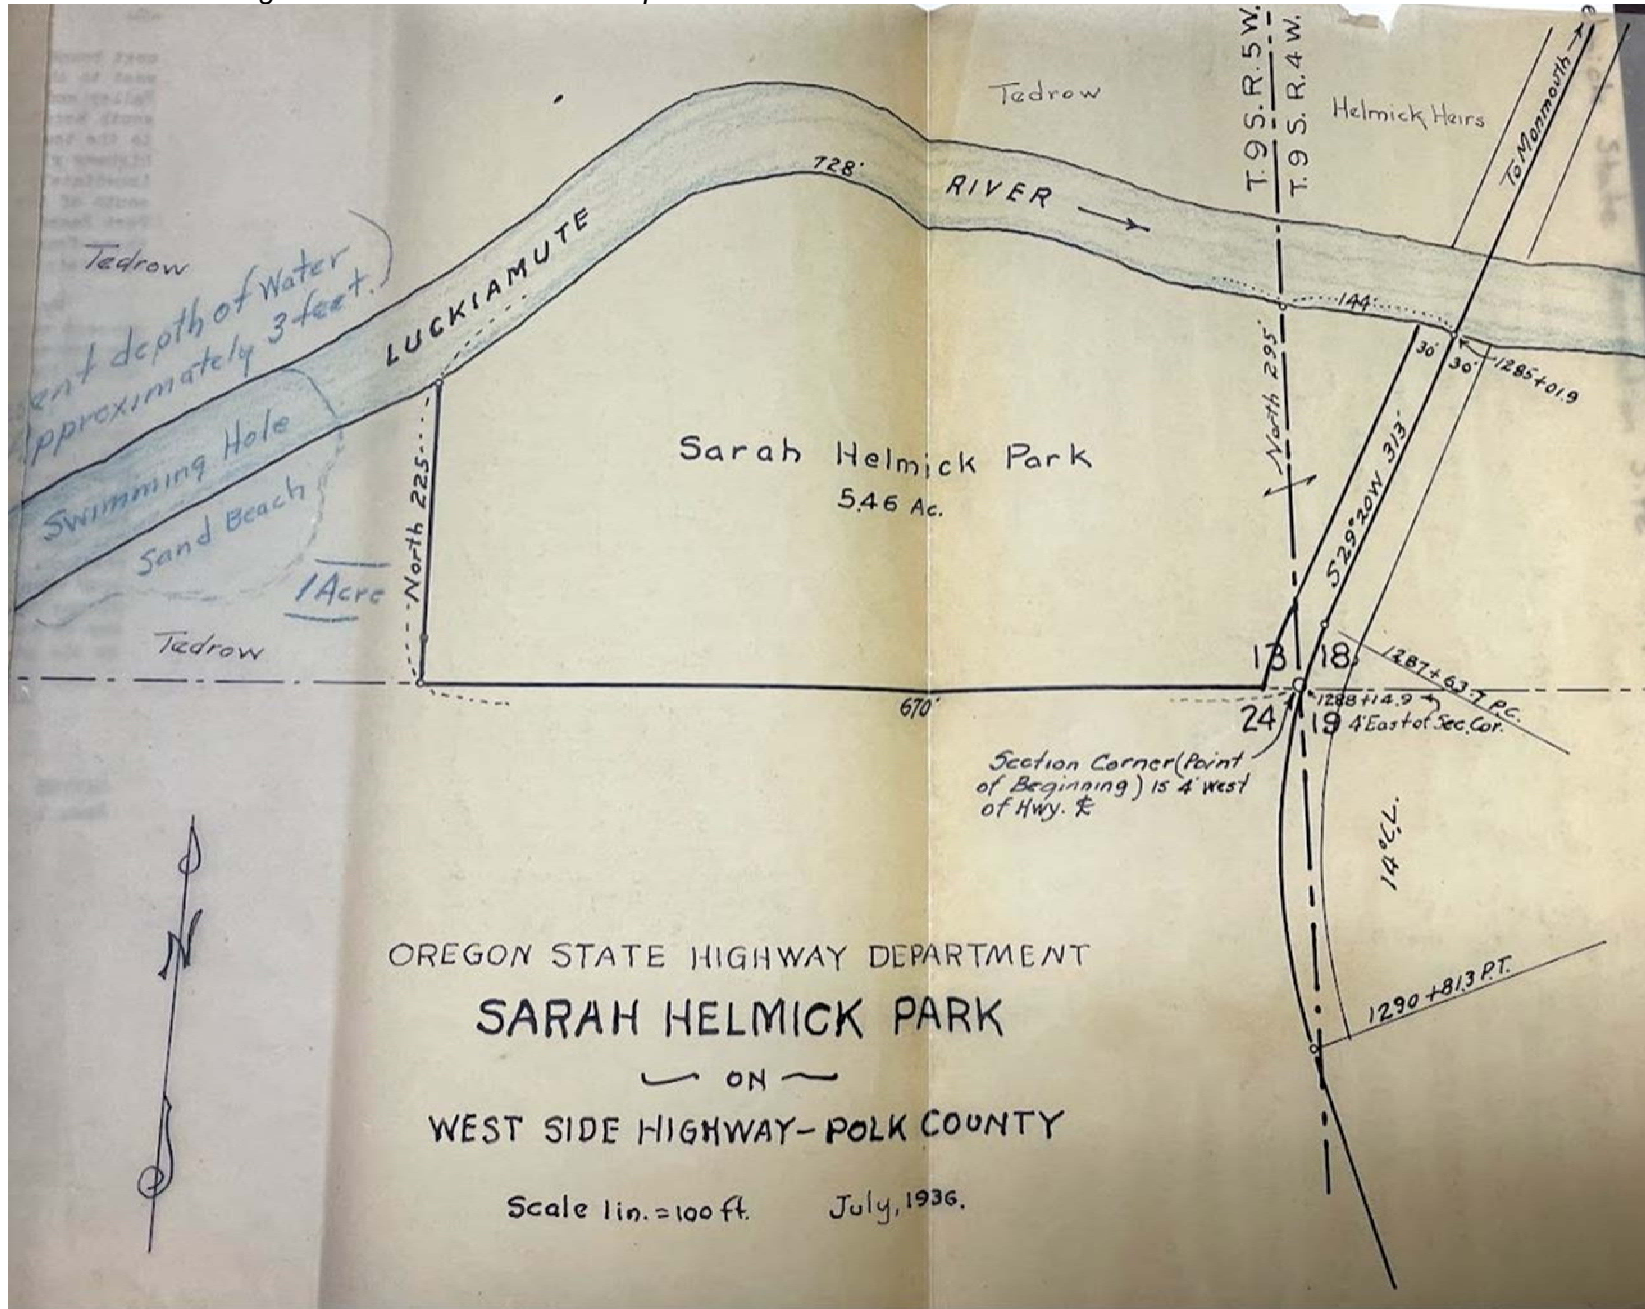 Tedrow
Helmick Heirs
T. 9 S. R. 5 W.
T. 9 S. R. 4 W.
To Monmouth
728'
RIVER
LUCKIAMUTE
Tedrow
depth of Water
approximately 3 feet.
Swimming Hole
Sand Beach
1 Acre
Tedrow
North 225
144'
North 295'
30'
30'
1285+01.9
S29°20W 313'
Sarah Helmick Park
5.46 Ac.
13
18
24
19
1287+63.7 P.C.
1288+14.9
4' East of Sec. Cor.
670'
Section Corner (Point
of Beginning) is 4' West
of Hwy. ℄
14°C.L.
1290+81.3 P.T.
N
OREGON STATE HIGHWAY DEPARTMENT
SARAH HELMICK PARK
ON
WEST SIDE HIGHWAY-POLK COUNTY
Scale 1in.=100 ft. July, 1936.